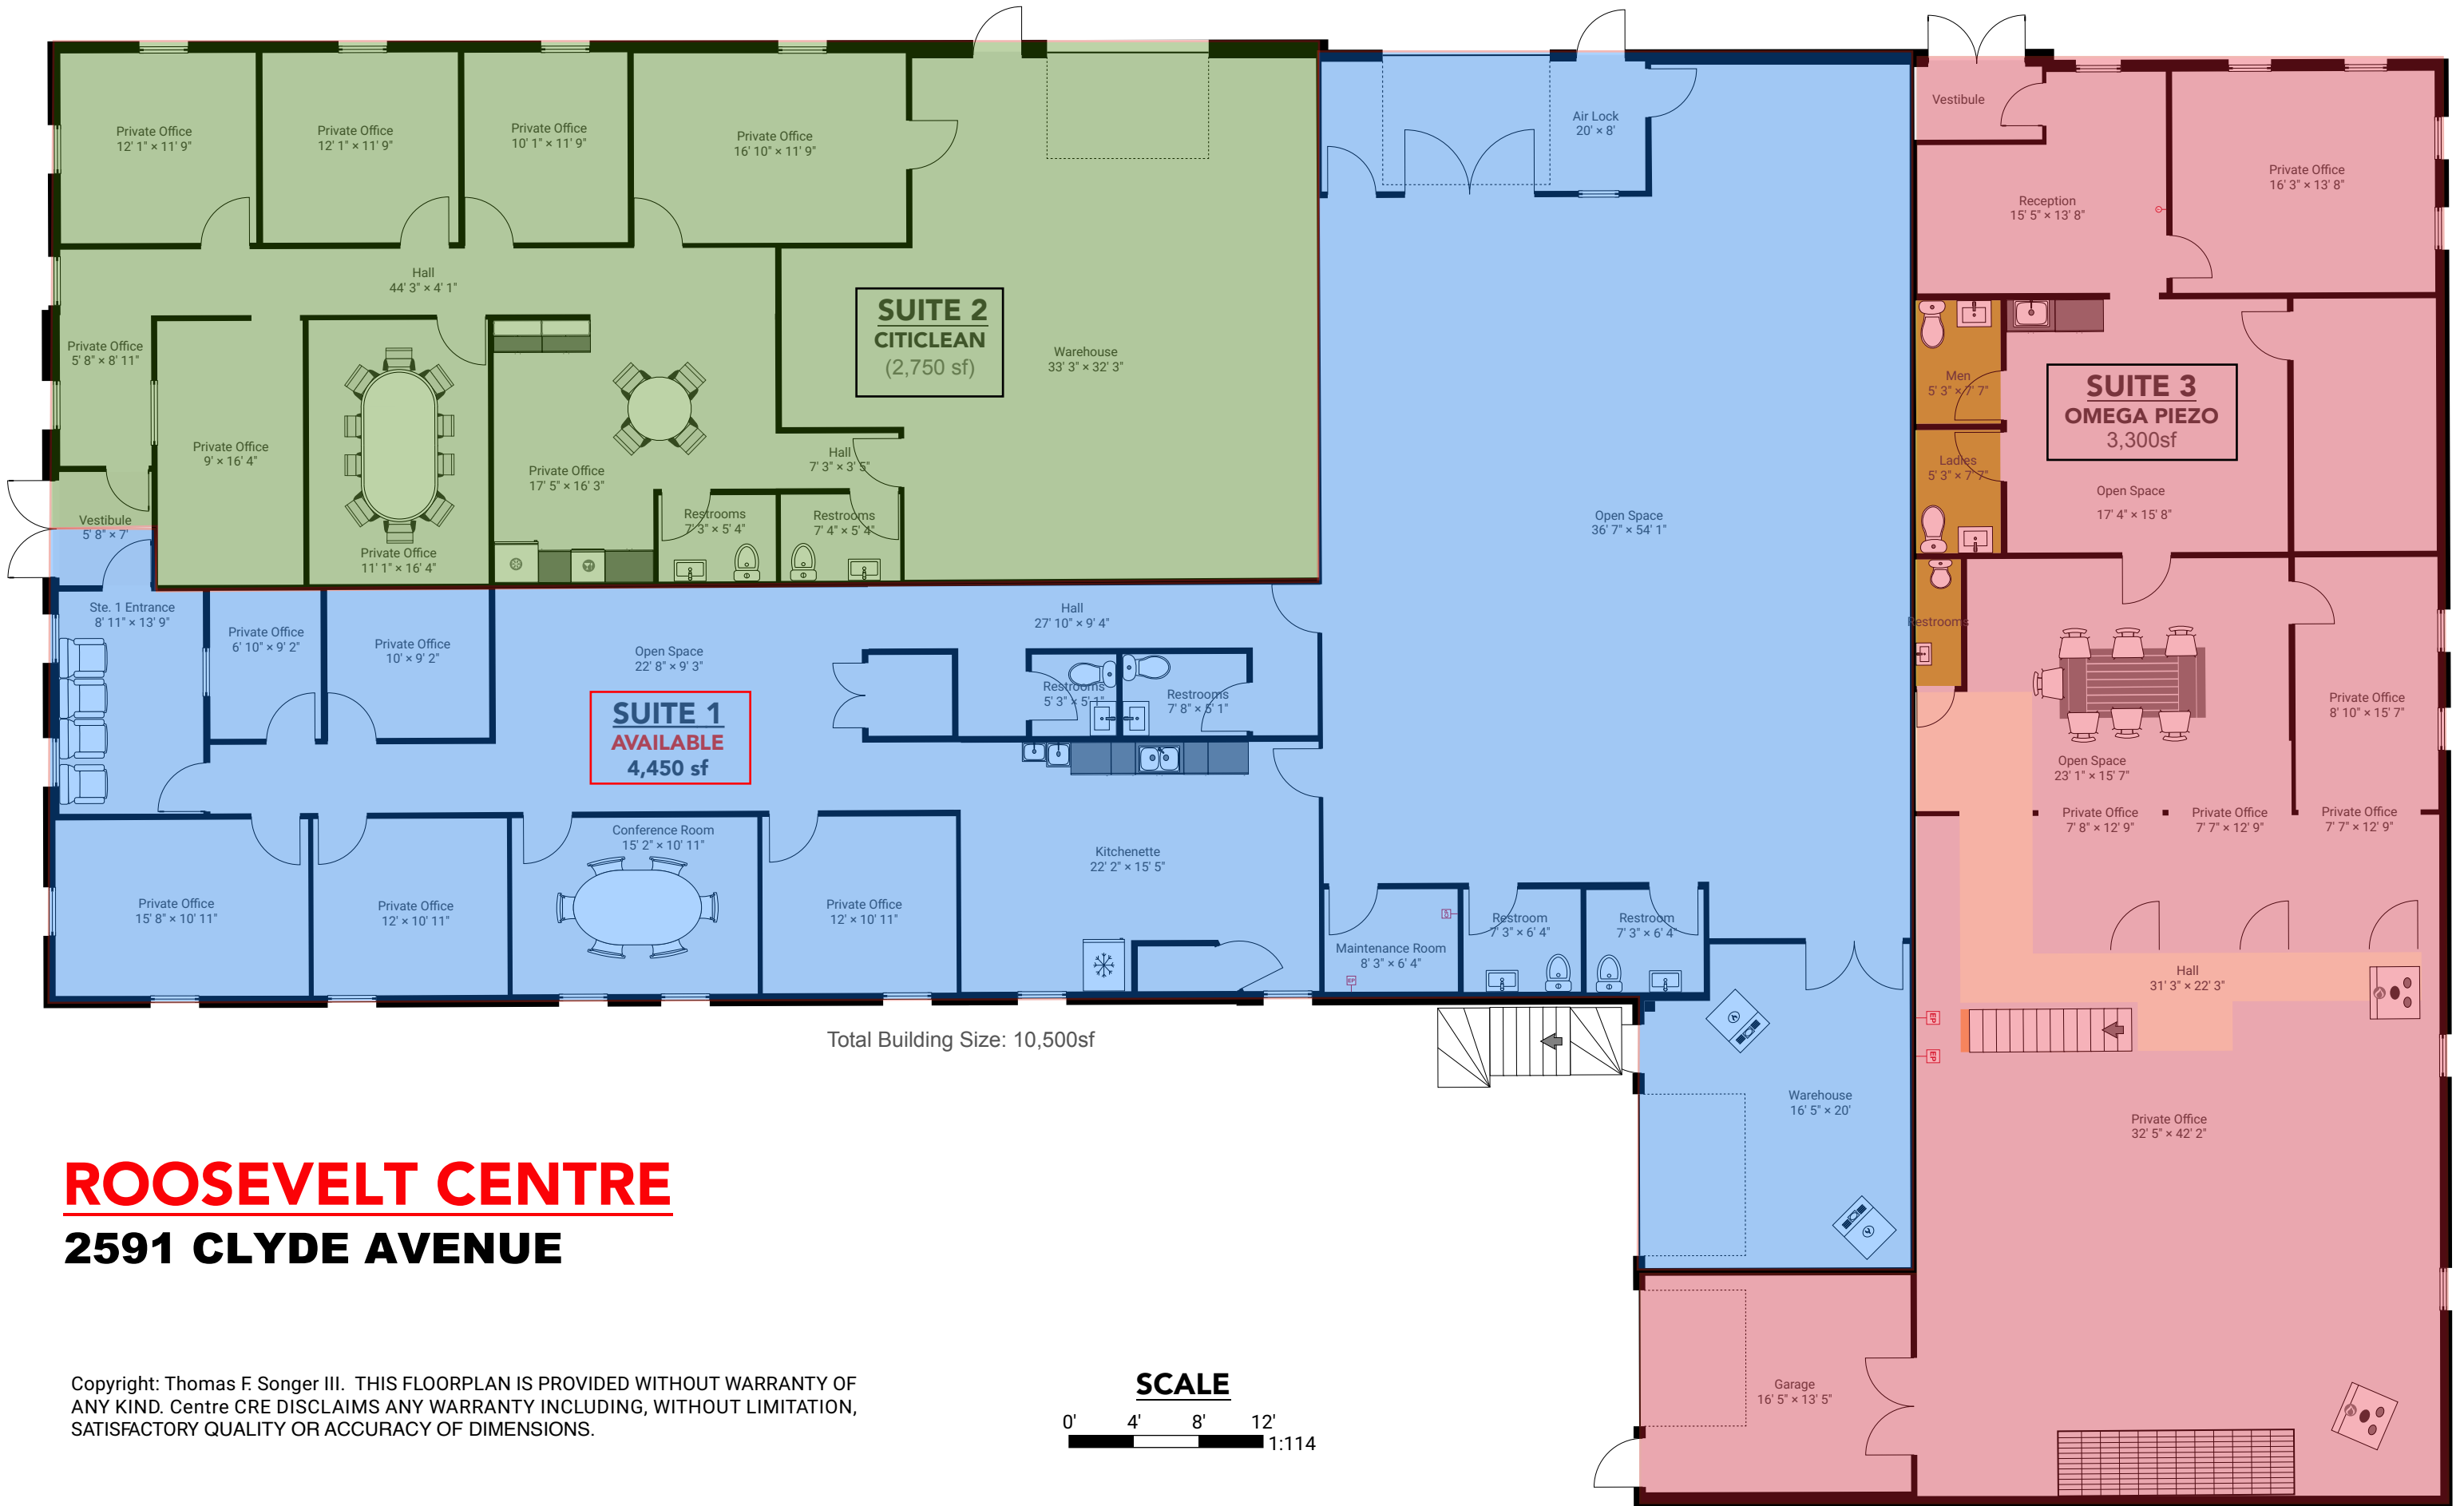 Private Office
12' 1" × 11' 9"
Private Office
12' 1" × 11' 9"
Private Office
10' 1" × 11' 9"
Private Office
16' 10" × 11' 9"
Hall
44' 3" × 4' 1"
Private Office
5' 8" × 8' 11"
Private Office
9' × 16' 4"
Private Office
11' 1" × 16' 4"
Private Office
17' 5" × 16' 3"
SUITE 2
CITICLEAN
(2,750 sf)
Warehouse
33' 3" × 32' 3"
Hall
7' 3" × 3' 5"
Restrooms
7' 3" × 5' 4"
Restrooms
7' 4" × 5' 4"
Vestibule
5' 8" × 7'
Air Lock
20' × 8'
Open Space
36' 7" × 54' 1"
Vestibule
Reception
15' 5" × 13' 8"
Private Office
16' 3" × 13' 8"
Men
5' 3" × 7' 7"
Ladies
5' 3" × 7' 7"
SUITE 3
OMEGA PIEZO
3,300sf
Open Space
17' 4" × 15' 8"
Restrooms
Open Space
23' 1" × 15' 7"
Private Office
8' 10" × 15' 7"
Private Office
7' 8" × 12' 9"
Private Office
7' 7" × 12' 9"
Private Office
7' 7" × 12' 9"
Hall
31' 3" × 22' 3"
EP
EP
Private Office
32' 5" × 42' 2"
Ste. 1 Entrance
8' 11" × 13' 9"
Private Office
6' 10" × 9' 2"
Private Office
10' × 9' 2"
Open Space
22' 8" × 9' 3"
SUITE 1
AVAILABLE
4,450 sf
Hall
27' 10" × 9' 4"
Restrooms
5' 3" × 5' 1"
Restrooms
7' 8" × 5' 1"
Private Office
15' 8" × 10' 11"
Private Office
12' × 10' 11"
Conference Room
15' 2" × 10' 11"
Private Office
12' × 10' 11"
Kitchenette
22' 2" × 15' 5"
Maintenance Room
8' 3" × 6' 4"
EP
Restroom
7' 3" × 6' 4"
Restroom
7' 3" × 6' 4"
Warehouse
16' 5" × 20'
Garage
16' 5" × 13' 5"
Total Building Size: 10,500sf
ROOSEVELT CENTRE
2591 CLYDE AVENUE
Copyright: Thomas F. Songer III. THIS FLOORPLAN IS PROVIDED WITHOUT WARRANTY OF
ANY KIND. Centre CRE DISCLAIMS ANY WARRANTY INCLUDING, WITHOUT LIMITATION,
SATISFACTORY QUALITY OR ACCURACY OF DIMENSIONS.
SCALE
0' 4' 8' 12'
1:114